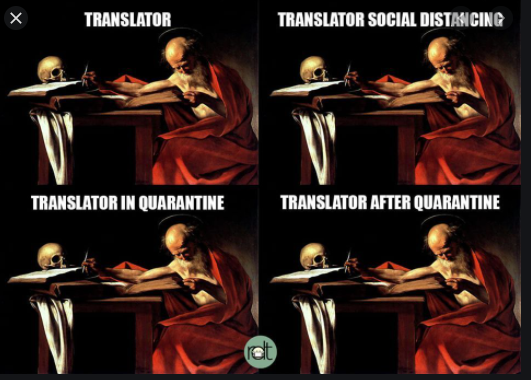 TRANSLATOR
TRANSLATOR SOCIAL DISTANCING
TRANSLATOR IN QUARANTINE
TRANSLATOR AFTER QUARANTINE
rdt